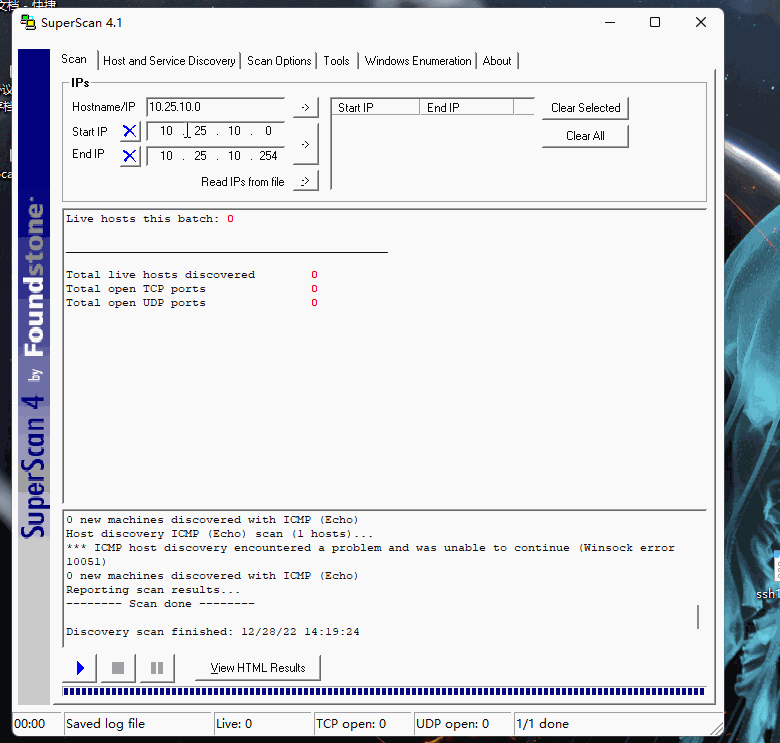 文档 - 快捷
SuperScan 4.1
Scan Host and Service Discovery Scan Options Tools Windows Enumeration About
IPs
Hostname/IP 10.25.10.0 ->
Start IP 10 . 25 . 10 . 0
End IP 10 . 25 . 10 . 254
->
Read IPs from file ->
Start IP End IP
Clear Selected
Clear All
SuperScan 4 by Foundstone
Live hosts this batch: 0
Total live hosts discovered 0
Total open TCP ports 0
Total open UDP ports 0
0 new machines discovered with ICMP (Echo)
Host discovery ICMP (Echo) scan (1 hosts)...
*** ICMP host discovery encountered a problem and was unable to continue (Winsock error
10051)
0 new machines discovered with ICMP (Echo)
Reporting scan results...
-------- Scan done --------
Discovery scan finished: 12/28/22 14:19:24
View HTML Results
00:00 Saved log file Live: 0 TCP open: 0 UDP open: 0 1/1 done
ssh1